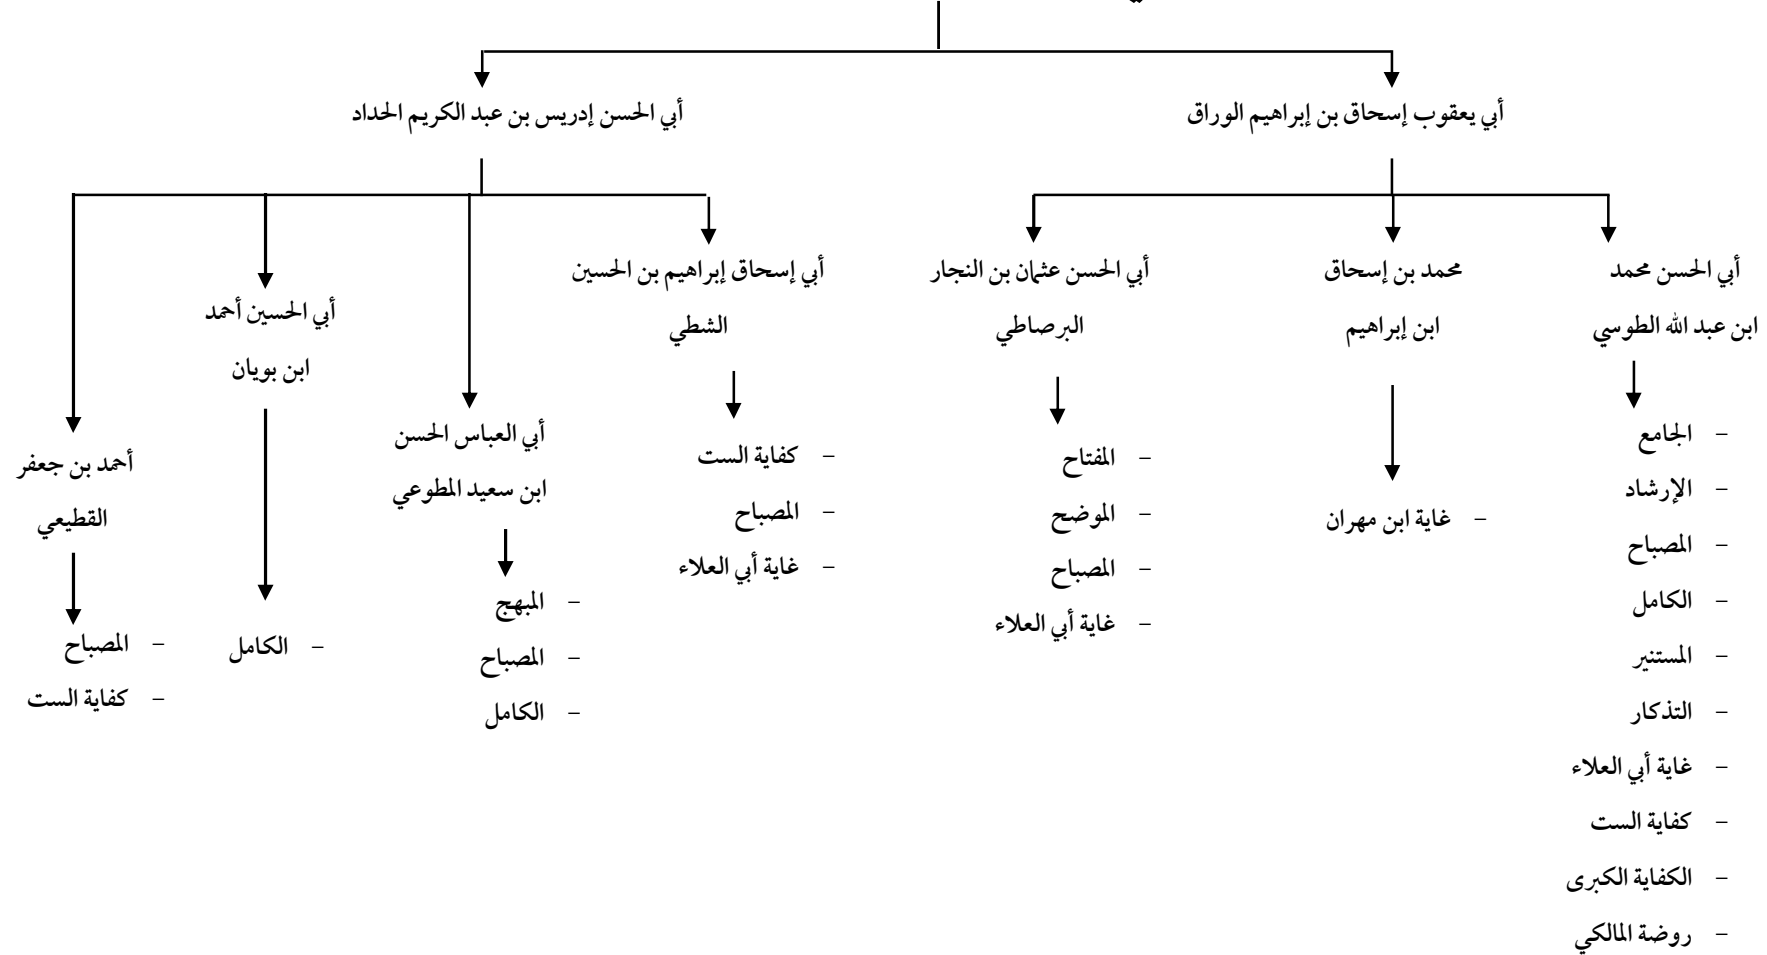 أبي يعقوب إسحاق بن إبراهيم الوراق
أبي الحسن إدريس بن عبد الكريم الحداد
أبي الحسن محمد
ابن عبد الله الطوسي
– الجامع
– الإرشاد
– المصباح
– الكامل
– المستنير
– التذكار
– غاية أبي العلاء
– كفاية الست
– الكفاية الكبرى
– روضة المالكي
محمد بن إسحاق
ابن إبراهيم
– غاية ابن مهران
أبي الحسن عثمان بن النجار
البرصاطي
– المفتاح
– الموضح
– المصباح
– غاية أبي العلاء
أبي إسحاق إبراهيم بن الحسين
الشطي
– كفاية الست
– المصباح
– غاية أبي العلاء
أبي العباس الحسن
ابن سعيد المطوعي
– المبهج
– المصباح
– الكامل
أبي الحسين أحمد
ابن بويان
– الكامل
أحمد بن جعفر
القطيعي
– المصباح
– كفاية الست